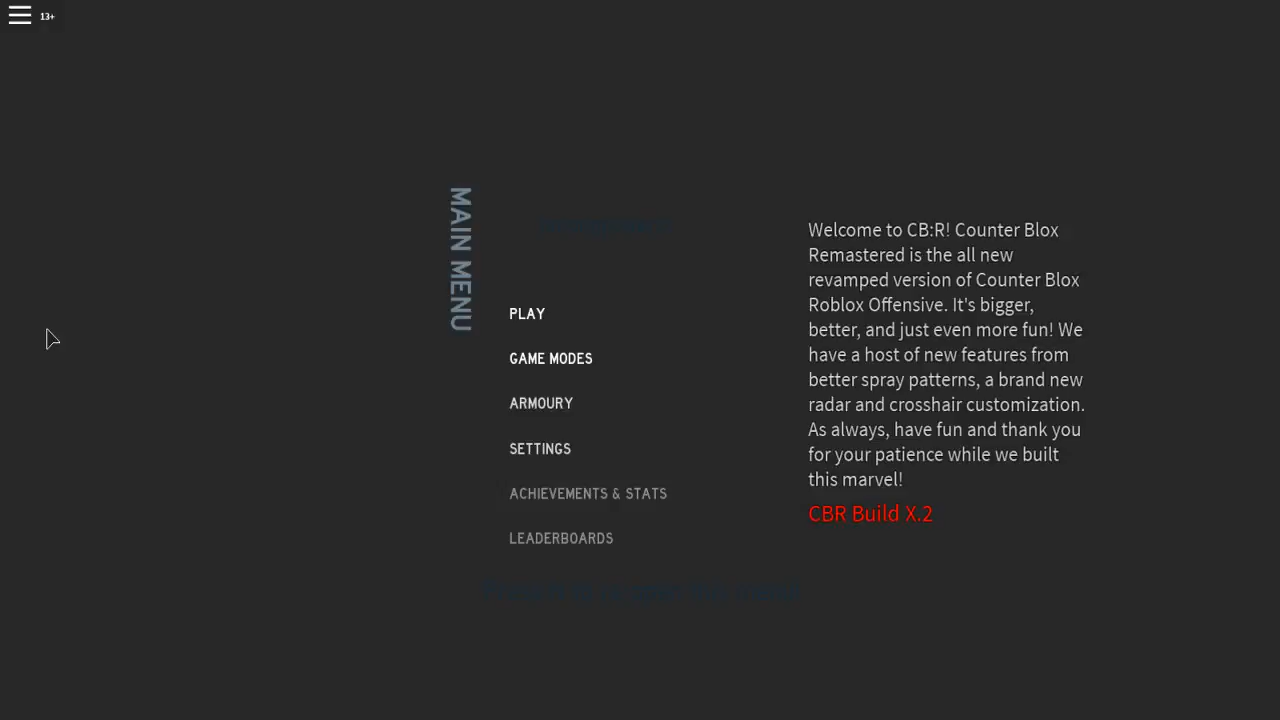 13+
MAIN MENU
PLAY
GAME MODES
ARMOURY
SETTINGS
ACHIEVEMENTS & STATS
LEADERBOARDS
Welcome to CB:R! Counter Blox
Remastered is the all new
revamped version of Counter Blox
Roblox Offensive. It's bigger,
better, and just even more fun! We
have a host of new features from
better spray patterns, a brand new
radar and crosshair customization.
As always, have fun and thank you
for your patience while we built
this marvel!
CBR Build X.2